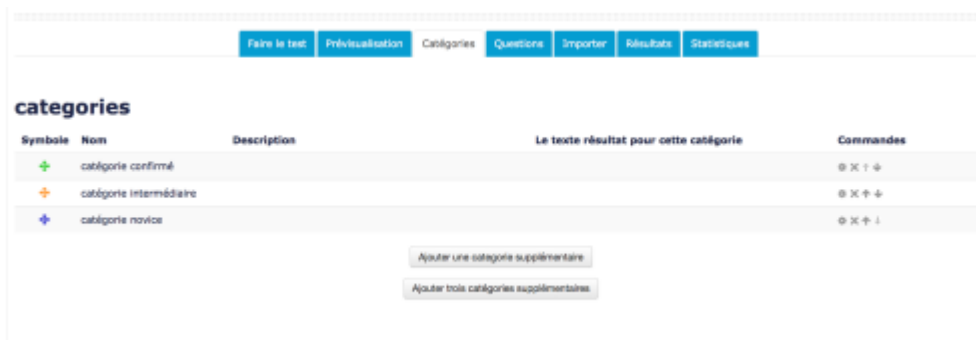 Faire le test Prévisualisation Catégories Questions Importer Résultats Statistiques
categories
Symbole Nom Description Le texte résultat pour cette catégorie Commandes
catégorie confirmé
catégorie intermédiaire
catégorie novice
Ajouter une categorie supplémentaire
Ajouter trois catégories supplémentaires